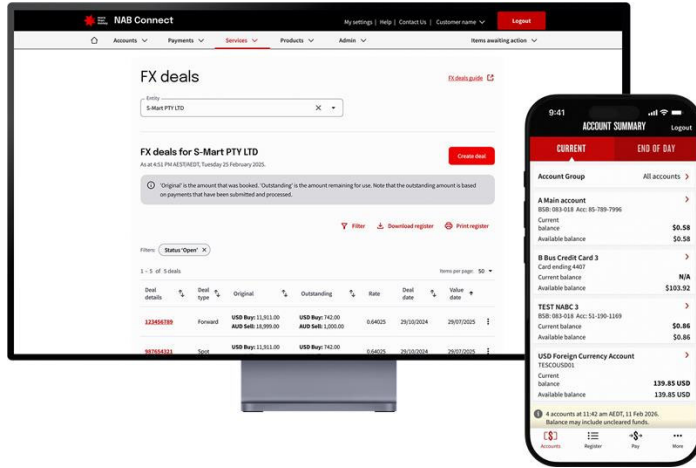 NAB Connect
My settings | Help | Contact Us | Customer name
Logout
Accounts Payments Services Products Admin Items awaiting action
FX deals
FX deals guide
Entity
S-Mart PTY LTD
FX deals for S-Mart PTY LTD
As at 4:51 PM AEST/AEDT, Tuesday 25 February 2025.
Create deal
'Original' is the amount that was booked. 'Outstanding' is the amount remaining for use. Note that the outstanding amount is based
on payments that have been submitted and processed.
Filter Download register Print register
Filters: Status 'Open' X
1 – 5 of 5 deals
Items per page: 50
Deal details Deal type Original Outstanding Rate Deal date Value date
123456789 Forward USD Buy: 11,911.00 USD Buy: 742.00 0.64025 29/10/2024 29/07/2025
AUD Sell: 18,999.00 AUD Sell: 1,000.00
987654321 Spot USD Buy: 11,911.00 USD Buy: 742.00 0.64025 29/10/2024 29/07/2025
9:41
ACCOUNT SUMMARY Logout
CURRENT END OF DAY
Account Group All accounts
A Main account
BSB: 083-018 Acc: 85-789-7996
Current
balance $0.58
Available balance $0.58
B Bus Credit Card 3
Card ending 4407
Current balance N/A
Available balance $103.92
TEST NABC 3
BSB: 083-018 Acc: 51-190-1169
Current balance $0.86
Available balance $0.86
USD Foreign Currency Account
TESCOUSD01
Current
balance 139.85 USD
Available balance 139.85 USD
4 accounts at 11:42 am AEDT, 11 Feb 2026.
Balance may include uncleared funds.
Accounts Register Pay More